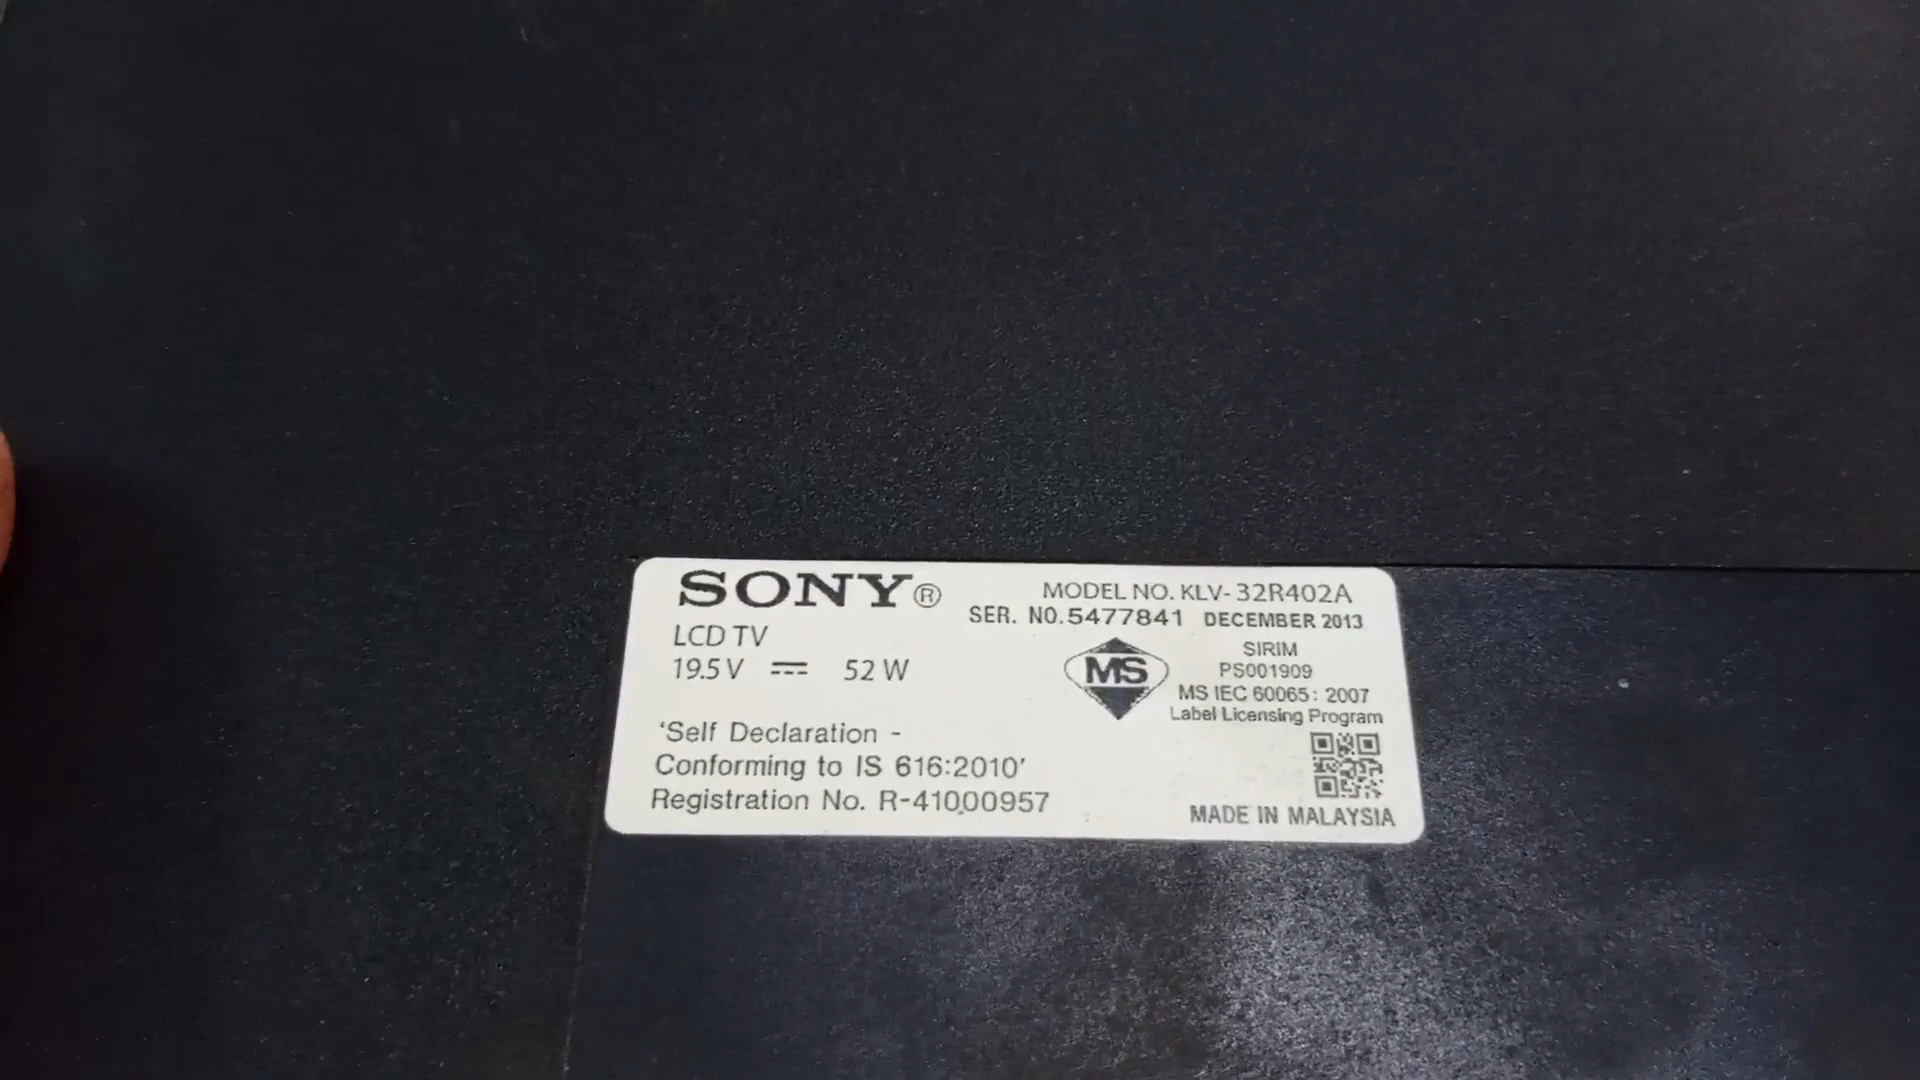 SONY®
MODEL NO. KLV-32R402A
SER. NO.5477841 DECEMBER 2013
LCD TV
19.5V ⎓ 52 W
MS
SIRIM
PS001909
MS IEC 60065: 2007
Label Licensing Program
'Self Declaration -
Conforming to IS 616:2010'
Registration No. R-41000957
MADE IN MALAYSIA